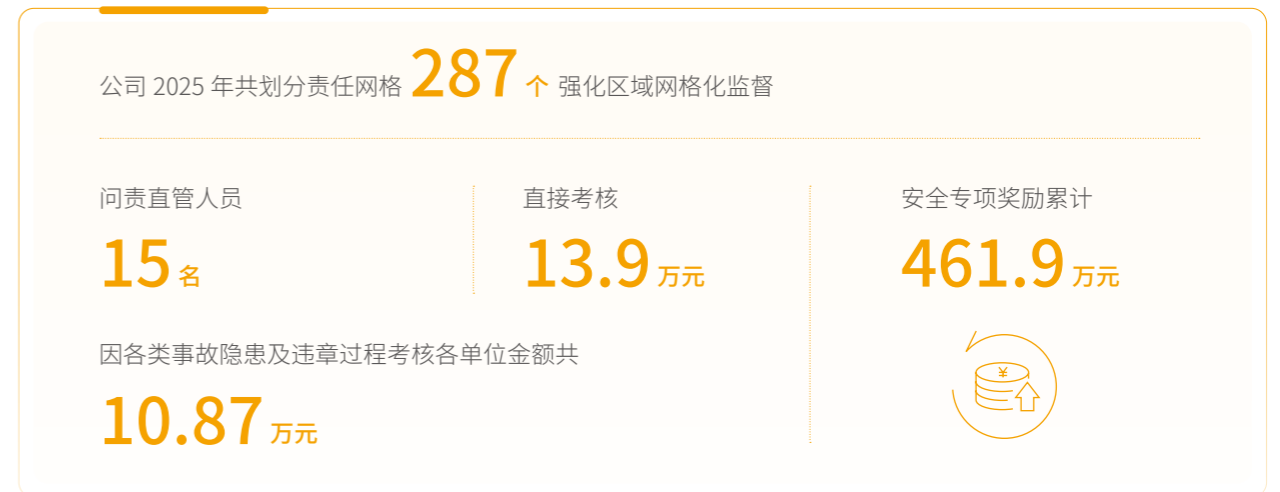 公司 2025 年共划分责任网格 287 个 强化区域网格化监督
问责直管人员
15 名
直接考核
13.9 万元
安全专项奖励累计
461.9 万元
因各类事故隐患及违章过程考核各单位金额共
10.87 万元
¥